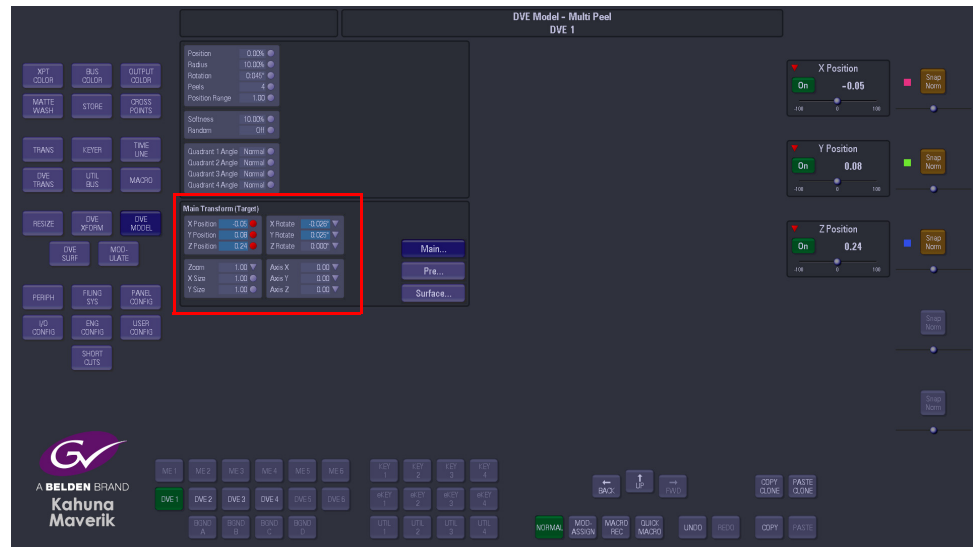 DVE Model - Multi Peel
DVE 1
Position 0.00%
Radius 10.00%
Rotation 0.045°
Peels 4
Position Range 1.00
Softness 10.00%
Random Off
Quadrant 1 Angle Normal
Quadrant 2 Angle Normal
Quadrant 3 Angle Normal
Quadrant 4 Angle Normal
Main Transform (Target)
X Position -0.05 X Rotate -0.026°
Y Position 0.08 Y Rotate 0.025°
Z Position 0.24 Z Rotate 0.000°
Zoom 1.00 Axis X 0.00
X Size 1.00 Axis Y 0.00
Y Size 1.00 Axis Z 0.00
Main...
Pre...
Surface...
XPT COLOR
BUS COLOR
OUTPUT COLOR
MATTE WASH
STORE
CROSS POINTS
TRANS
KEYER
TIME LINE
DVE TRANS
UTIL BUS
MACRO
RESIZE
DVE XFORM
DVE MODEL
DVE SURF
MOD- ULATE
PERIPH
FILING SYS
PANEL CONFIG
I/O CONFIG
ENG CONFIG
USER CONFIG
SHORT CUTS
X Position
On -0.05
-100 0 100
Snap Norm
Y Position
On 0.08
-100 0 100
Snap Norm
Z Position
On 0.24
-100 0 100
Snap Norm
Snap Norm
Snap Norm
GV
A BELDEN BRAND
Kahuna
Maverik
ME 1 ME 2 ME 3 ME 4 ME 5 ME 6
DVE 1 DVE 2 DVE 3 DVE 4 DVE 5 DVE 6
BGND A BGND B BGND C BGND D
KEY 1 KEY 2 KEY 3 KEY 4
eKEY 1 eKEY 2 eKEY 3 eKEY 4
UTIL 1 UTIL 2 UTIL 3 UTIL 4
BACK UP FWD
COPY CLONE PASTE CLONE
NORMAL MOD- ASSIGN MACRO REC QUICK MACRO UNDO REDO COPY PASTE